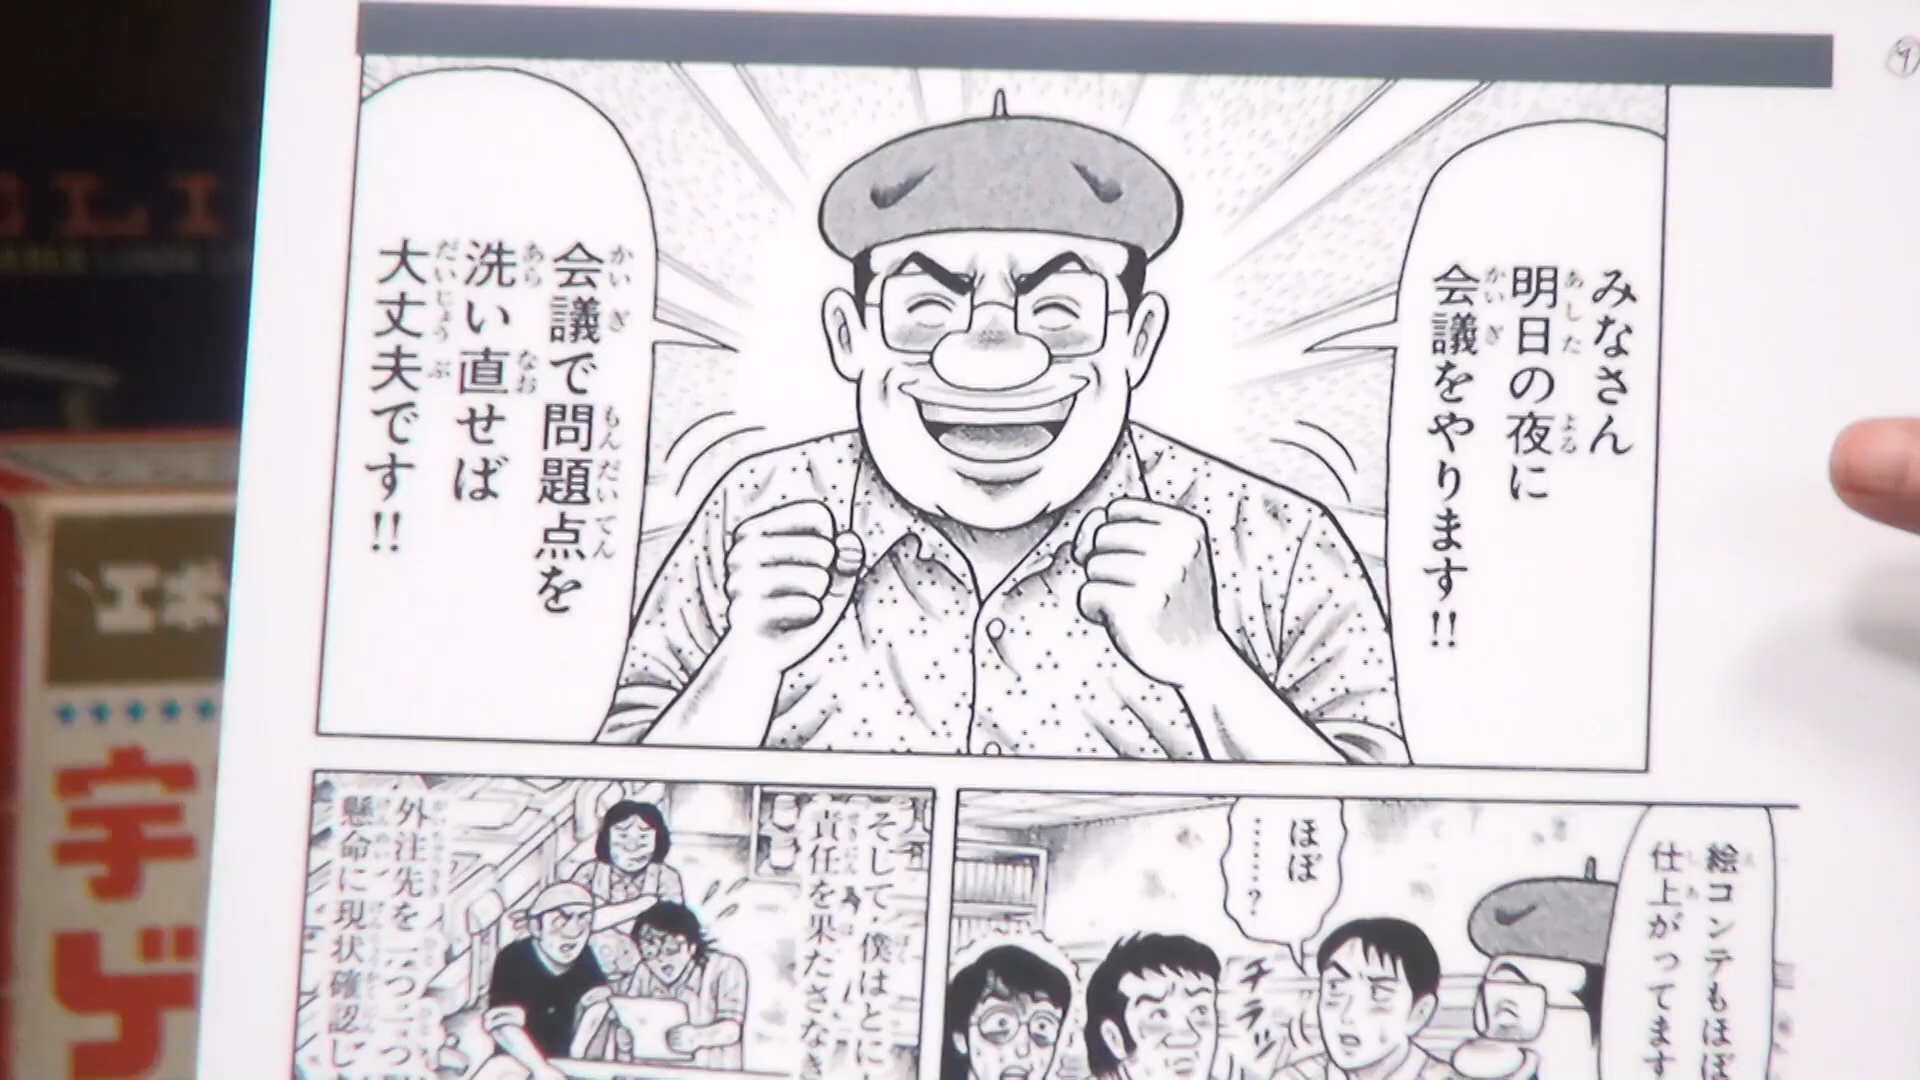 みなさん
明日の夜に
会議をやります!!
会議で問題点を
洗い直せば
大丈夫です!!
絵コンテもほぼ
仕上がってます
ほぼ
……?
チラッ
そして、僕はとに
責任を果たさなき
外注先を一つ一つ
懸命に現状確認し